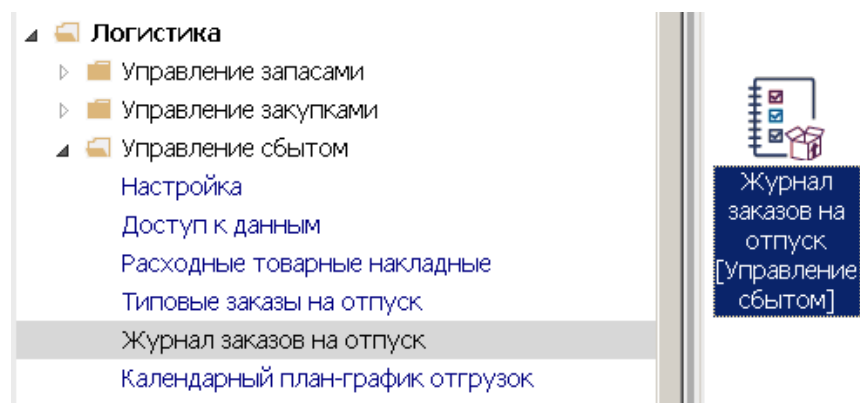 Логистика
Управление запасами
Управление закупками
Управление сбытом
Настройка
Доступ к данным
Расходные товарные накладные
Типовые заказы на отпуск
Журнал заказов на отпуск
Календарный план-график отгрузок
Журнал
заказов на
отпуск
[Управление
сбытом]